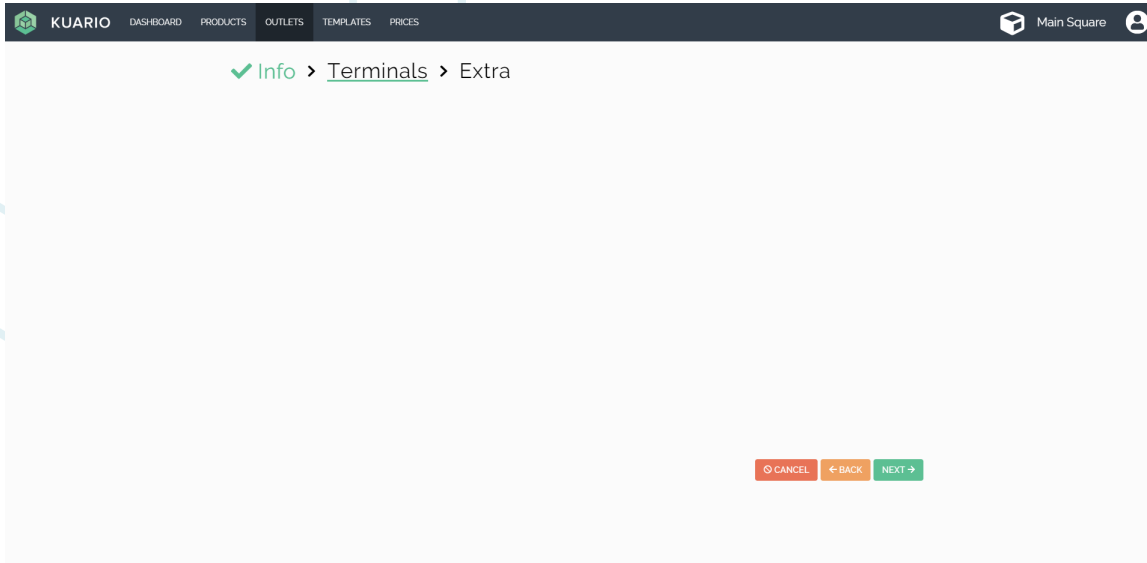 KUARIO DASHBOARD PRODUCTS OUTLETS TEMPLATES PRICES Main Square
Info > Terminals > Extra
CANCEL ← BACK NEXT →